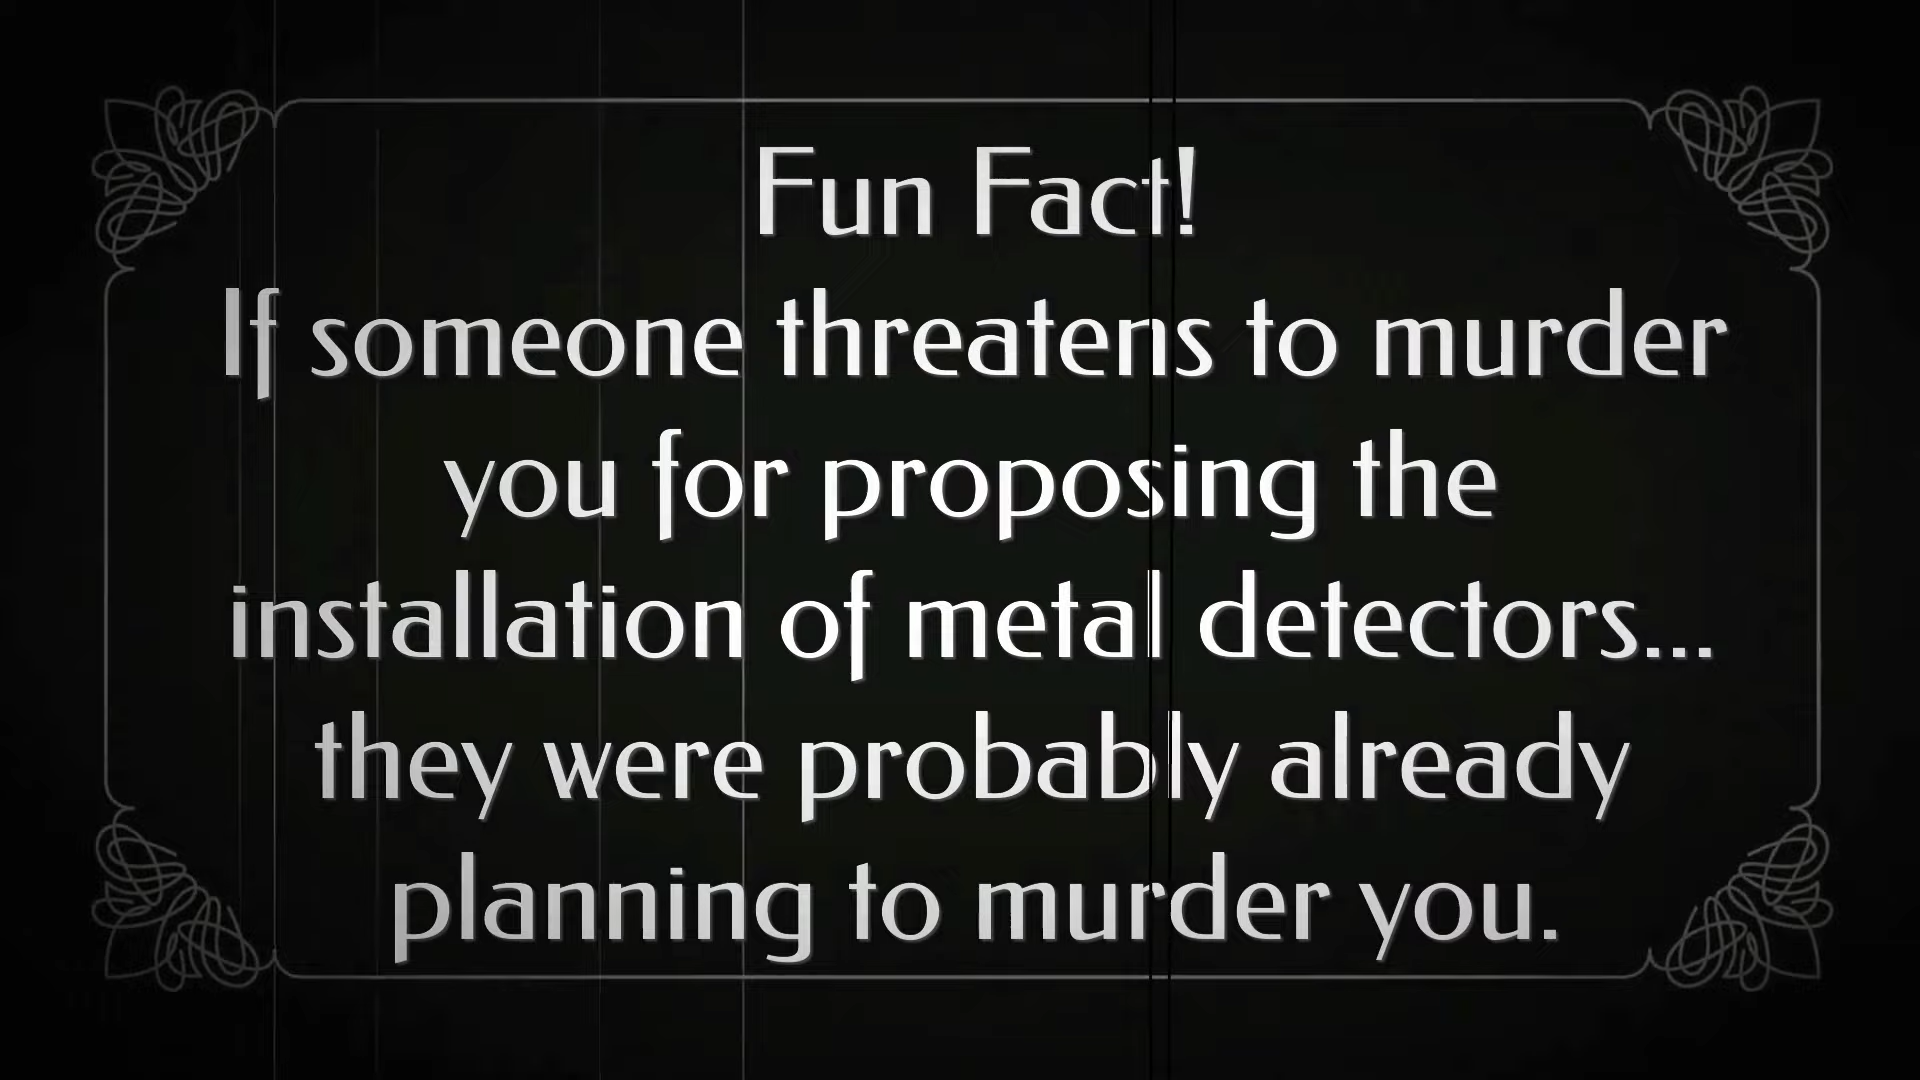 Fun Fact!
If someone threatens to murder
you for proposing the
installation of metal detectors...
they were probably already
planning to murder you.